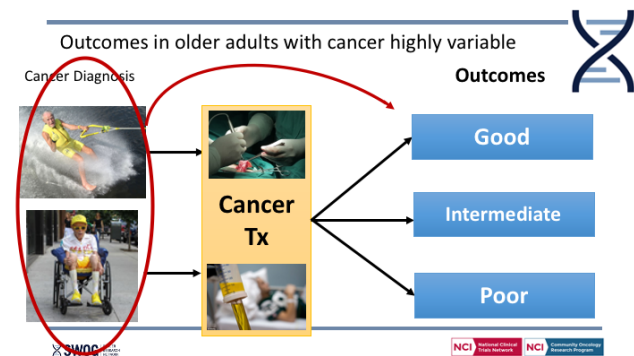 Outcomes in older adults with cancer highly variable
Cancer Diagnosis
Outcomes
Cancer
Tx
Good
Intermediate
Poor
SWOG
NCI National Clinical
Trials Network
NCI Community Oncology
Research Program